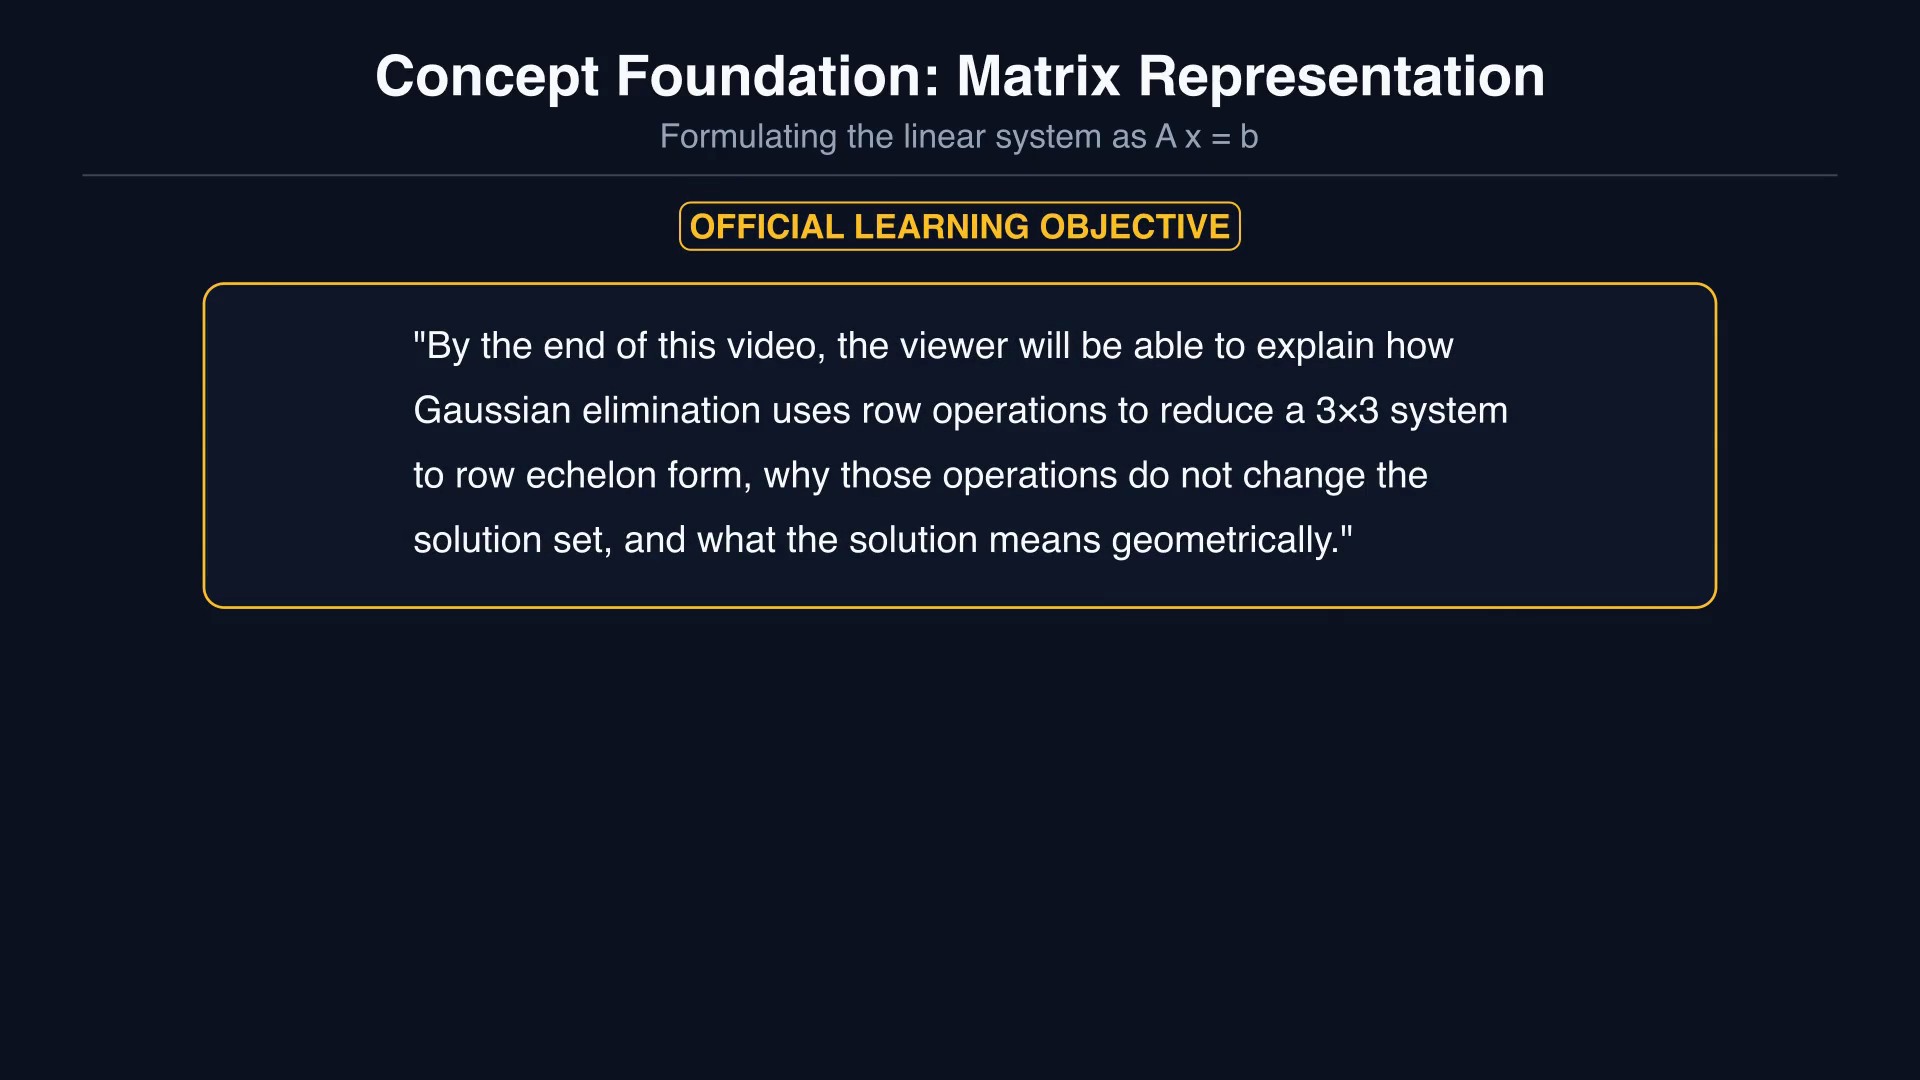 Concept Foundation: Matrix Representation
Formulating the linear system as A x = b
OFFICIAL LEARNING OBJECTIVE
"By the end of this video, the viewer will be able to explain how
Gaussian elimination uses row operations to reduce a 3×3 system
to row echelon form, why those operations do not change the
solution set, and what the solution means geometrically."